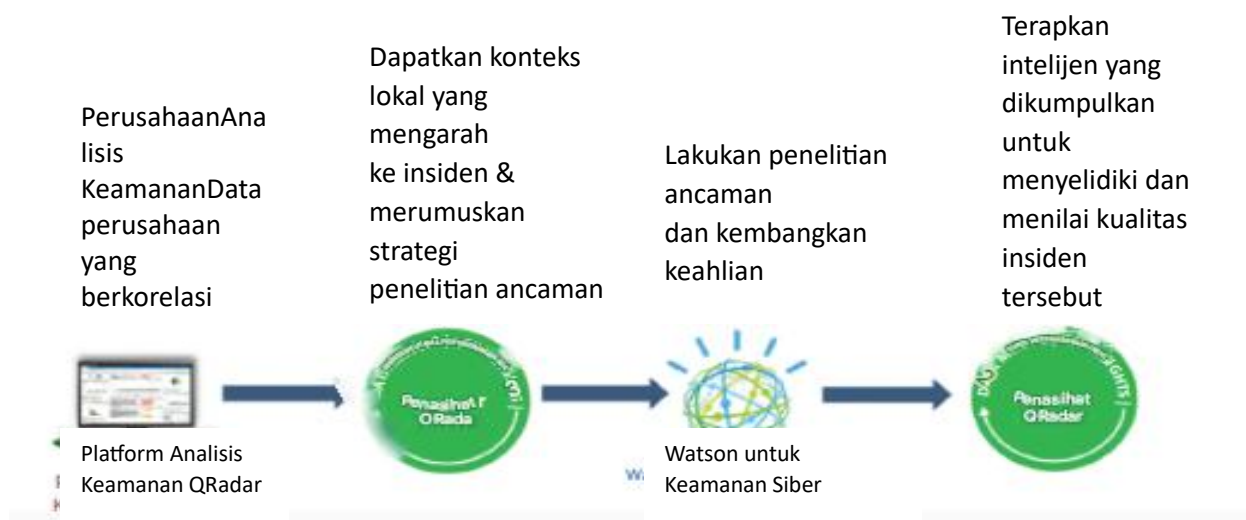 PerusahaanAna
lisis
KeamananData
perusahaan
yang
berkorelasi
Dapatkan konteks
lokal yang
mengarah
ke insiden &
merumuskan
strategi
penelitian ancaman
Lakukan penelitian
ancaman
dan kembangkan
keahlian
Terapkan
intelijen yang
dikumpulkan
untuk
menyelidiki dan
menilai kualitas
insiden
tersebut
Platform Analisis
Keamanan QRadar
Penasihat r
QRada
Watson untuk
Keamanan Siber
Penasihat
QRadar